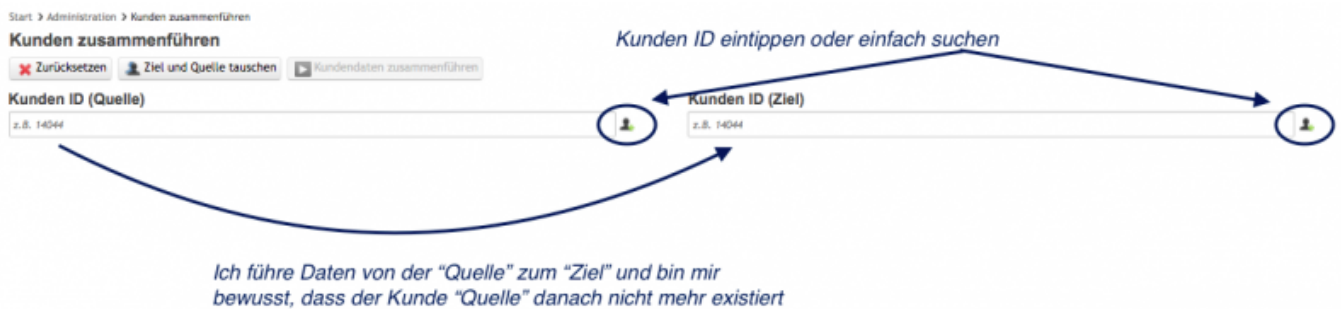 Start > Administration > Kunden zusammenführen
Kunden zusammenführen
Kunden ID eintippen oder einfach suchen
Zurücksetzen Ziel und Quelle tauschen Kundendaten zusammenführen
Kunden ID (Quelle) Kunden ID (Ziel)
z.B. 14044 z.B. 14044
Ich führe Daten von der “Quelle” zum “Ziel” und bin mir
bewusst, dass der Kunde “Quelle” danach nicht mehr existiert